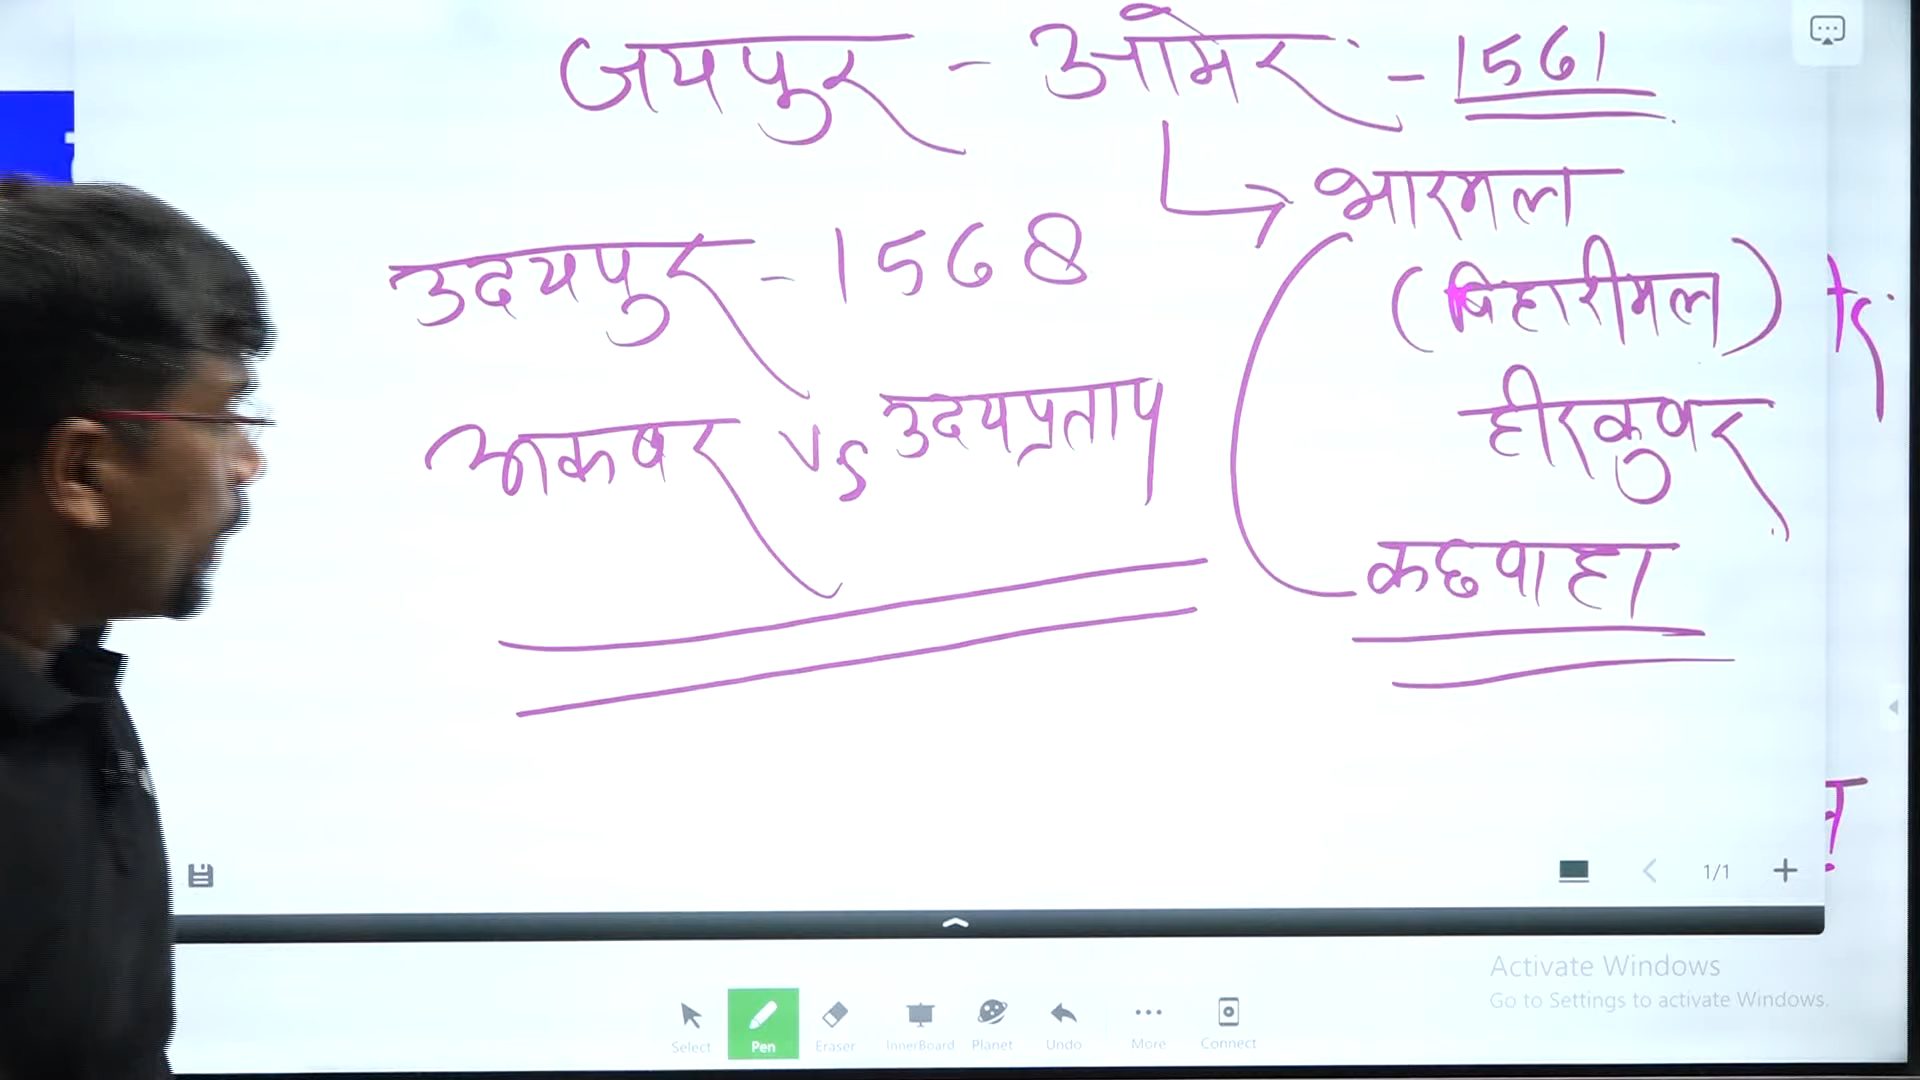 जयपुर - आमेर - 1561
भारमल
(बिहारीमल)
उदयपुर - 1568
हीरकुवर
अकबर vs उदयप्रताप
कछवाहा
1/1
Activate Windows
Go to Settings to activate Windows.
Select Pen Eraser InnerBoard Planet Undo More Connect